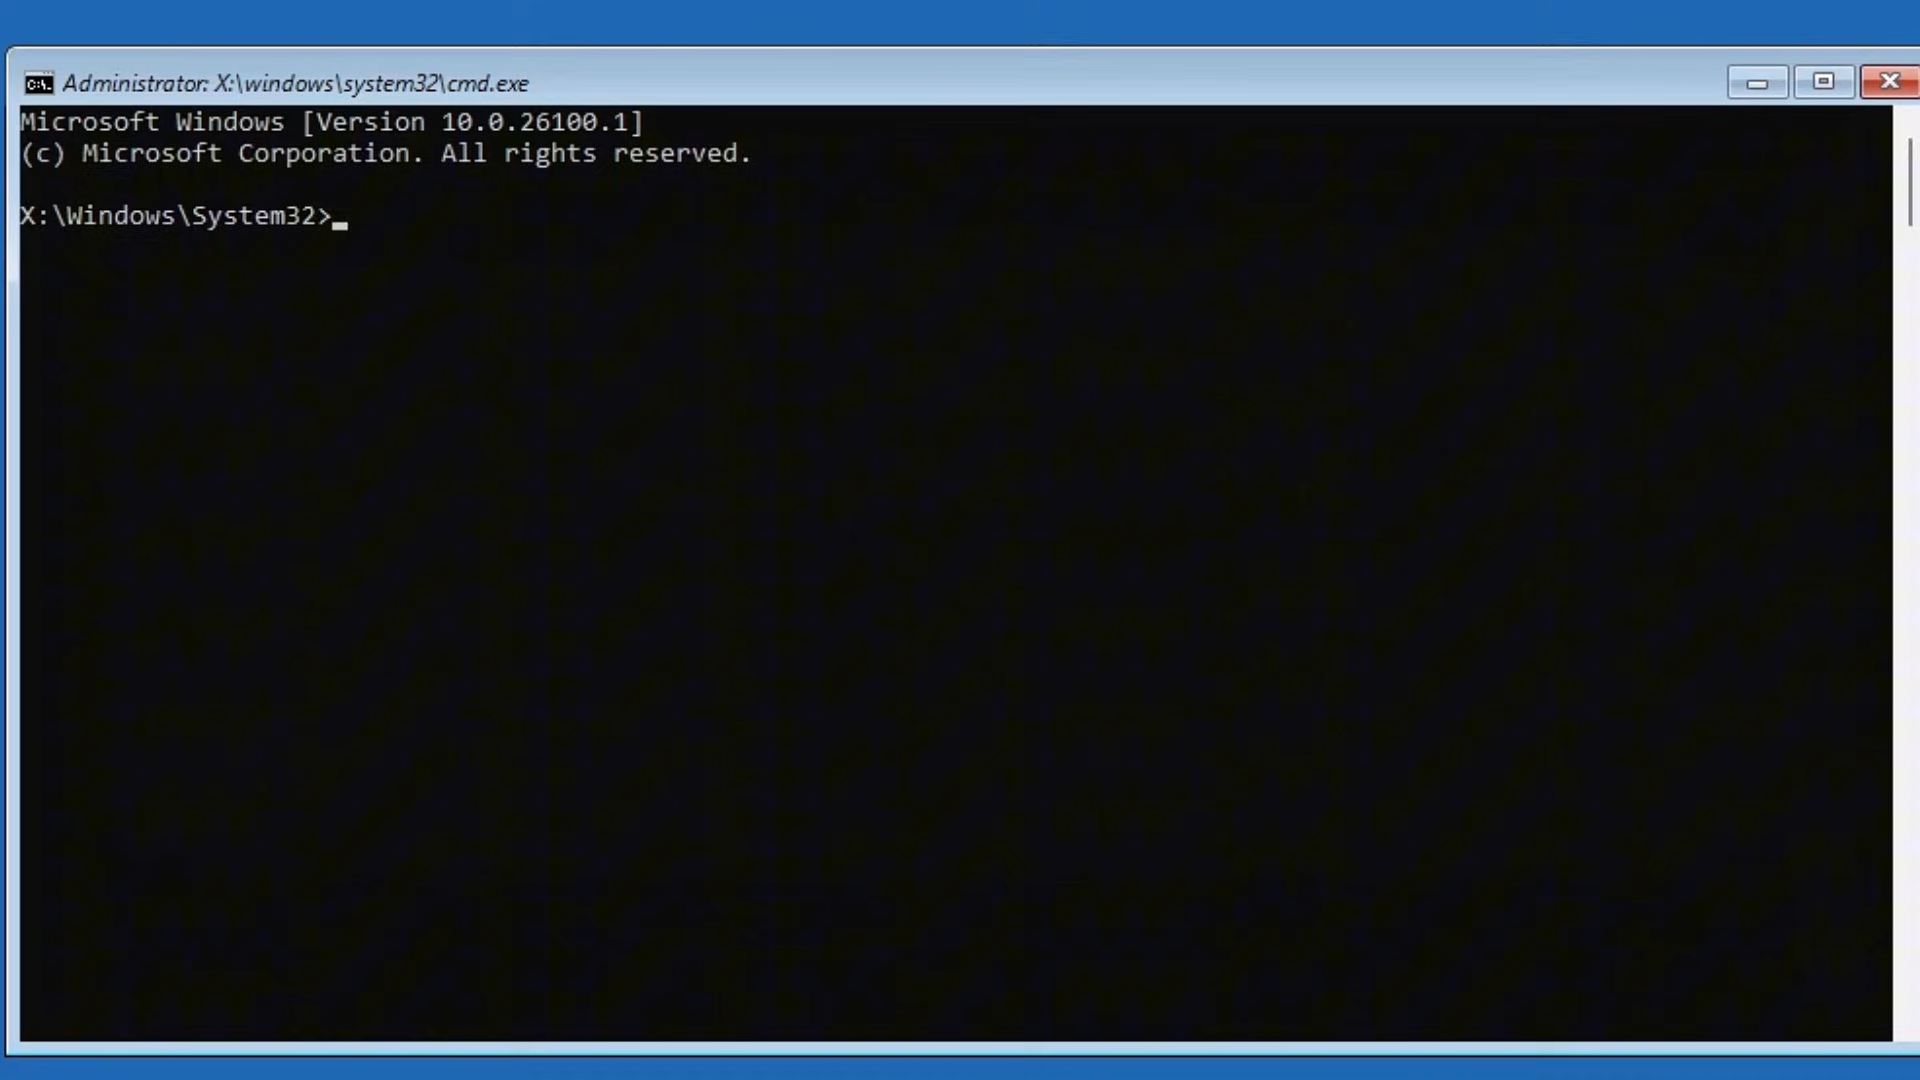 Administrator: X:\windows\system32\cmd.exe
Microsoft Windows [Version 10.0.26100.1]
(c) Microsoft Corporation. All rights reserved.
X:\Windows\System32>